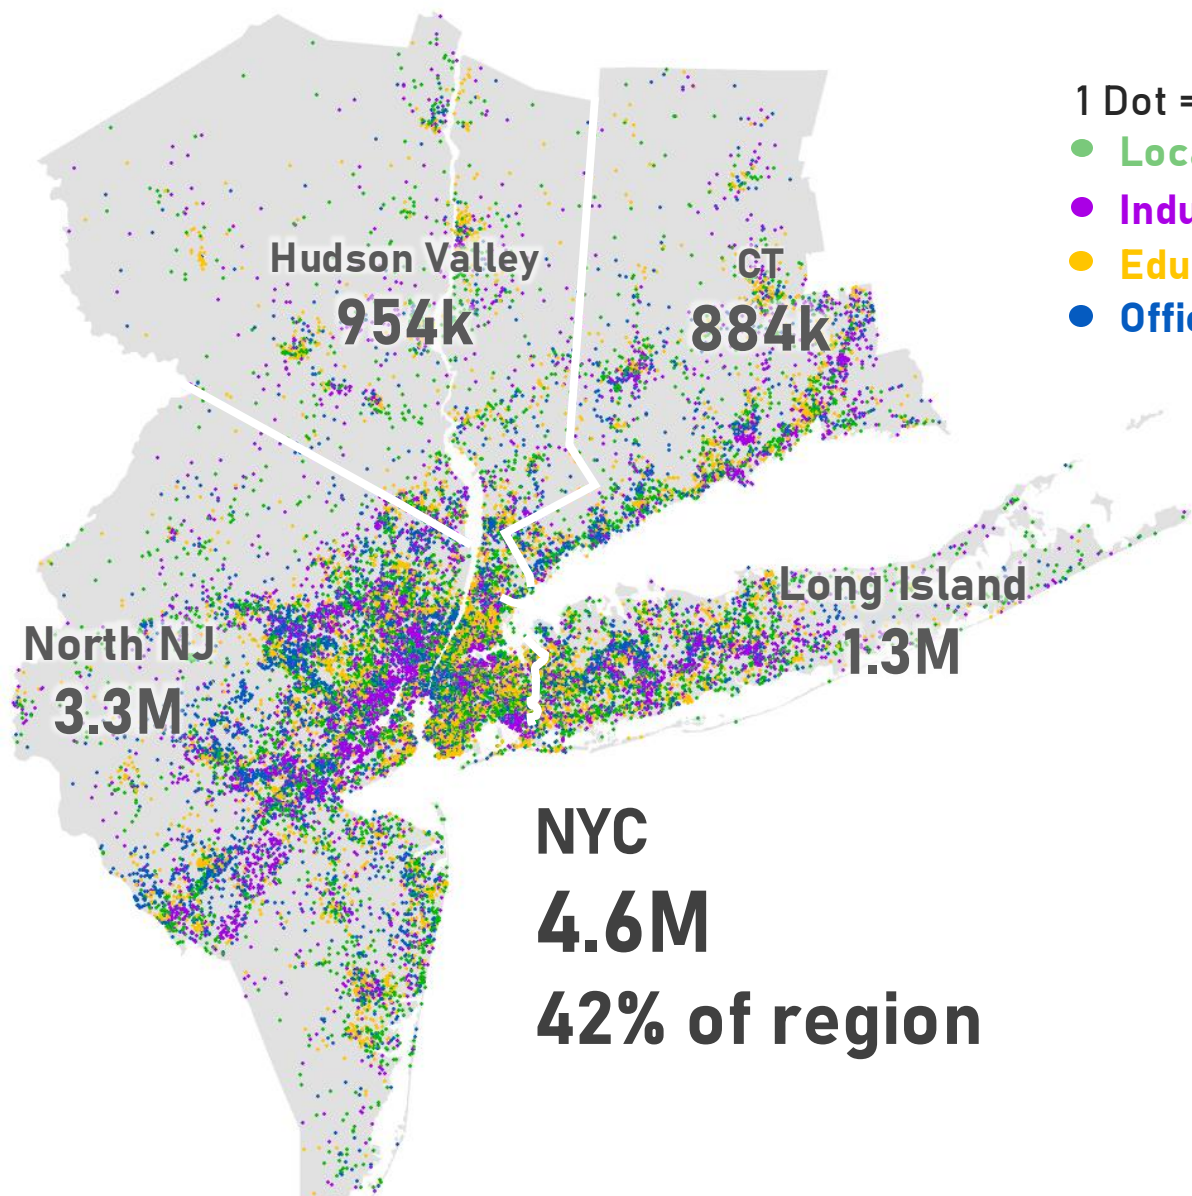 1 Dot =
Hudson Valley
954k
CT
884k
North NJ
3.3M
Long Island
1.3M
NYC
4.6M
42% of region